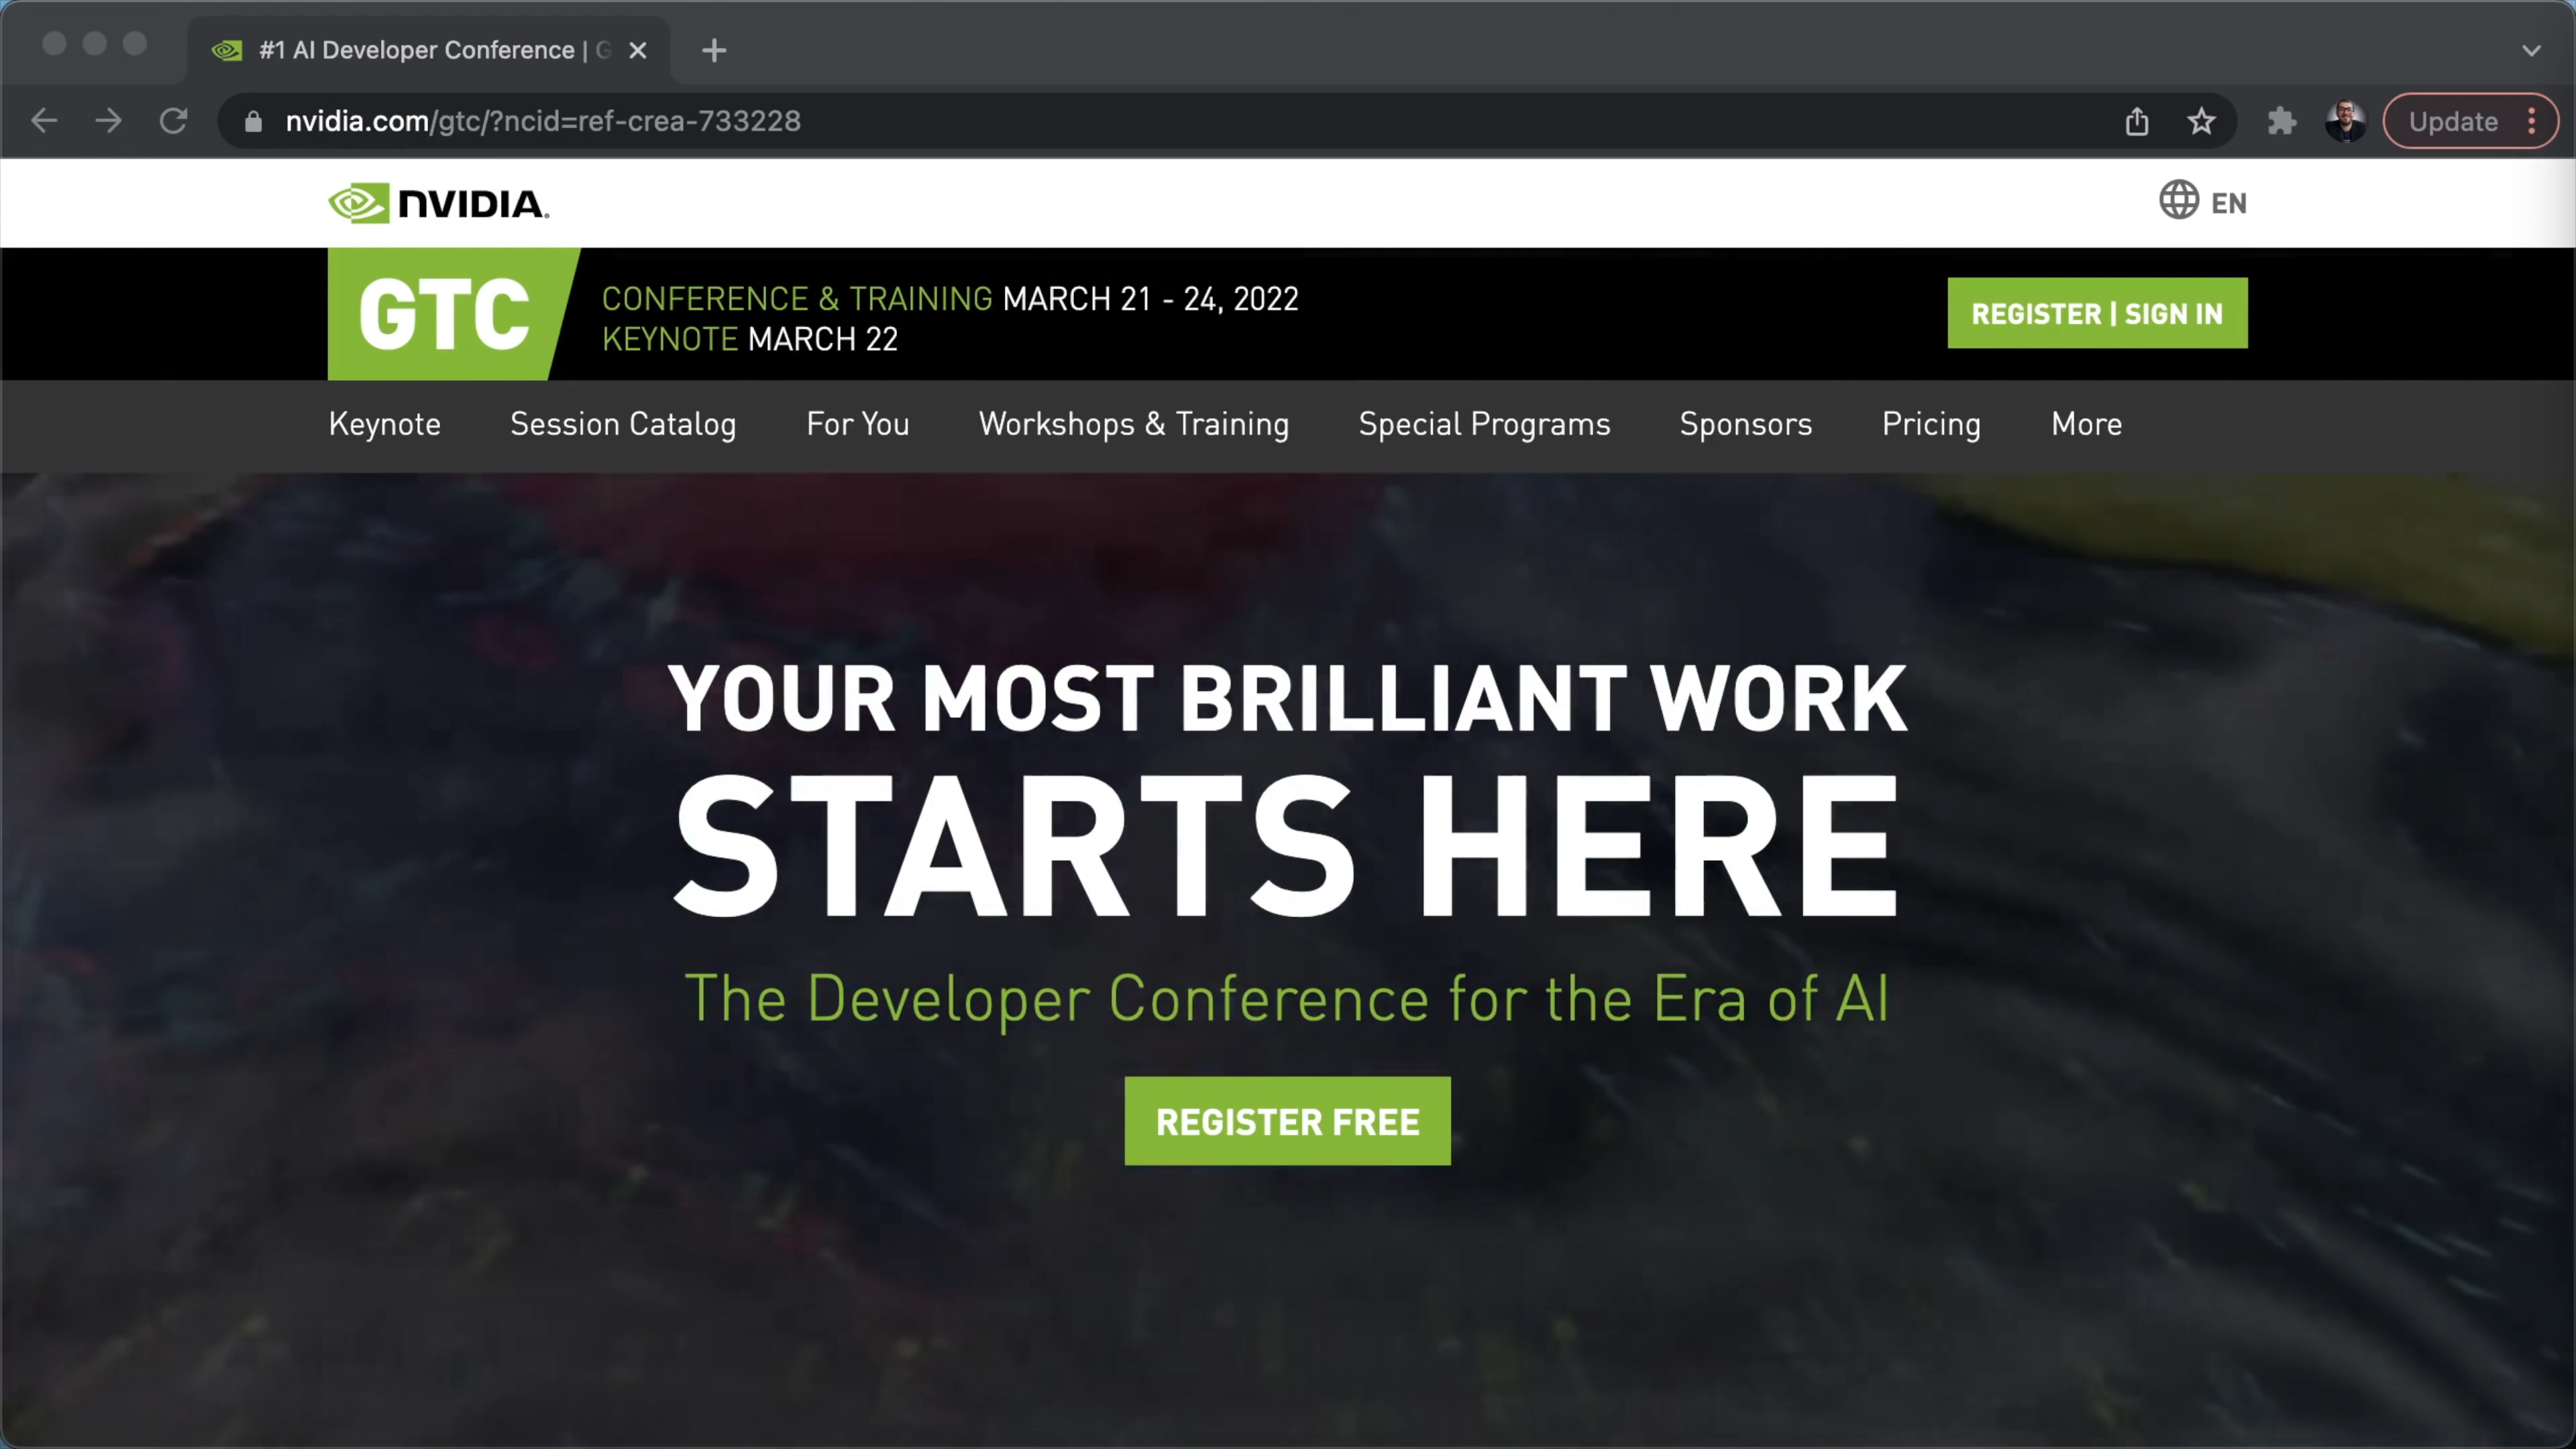 #1 AI Developer Conference | G
nvidia.com/gtc/?ncid=ref-crea-733228
Update
NVIDIA.
EN
GTC
CONFERENCE & TRAINING MARCH 21 - 24, 2022
KEYNOTE MARCH 22
REGISTER | SIGN IN
Keynote Session Catalog For You Workshops & Training Special Programs Sponsors Pricing More
YOUR MOST BRILLIANT WORK
STARTS HERE
The Developer Conference for the Era of AI
REGISTER FREE